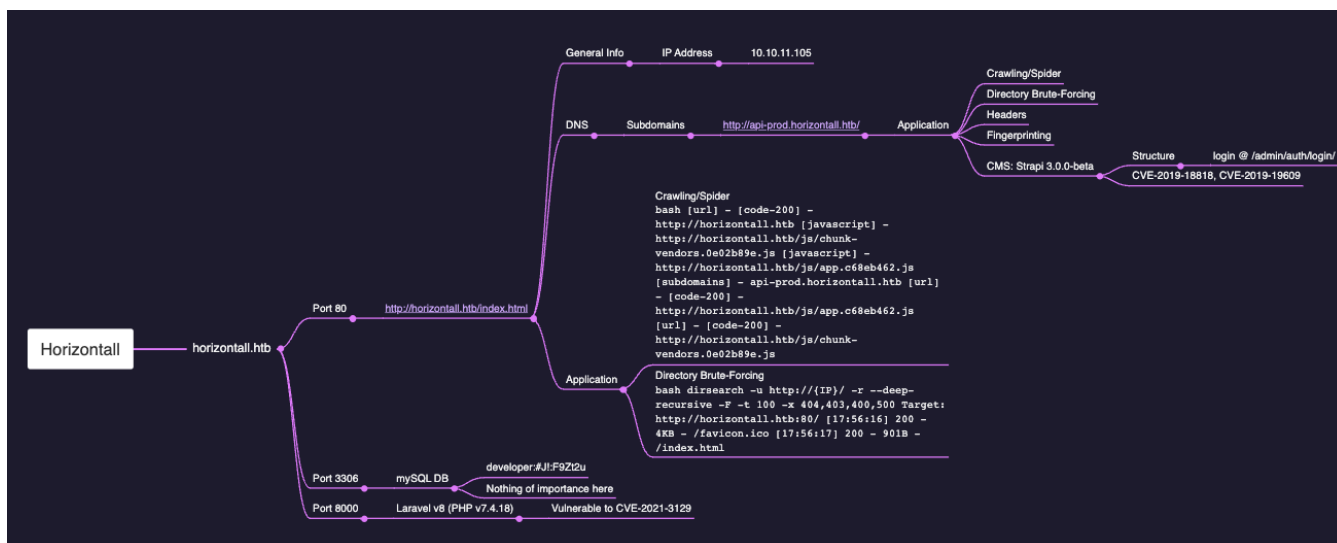 General Info
IP Address
10.10.11.105
Crawling/Spider
Directory Brute-Forcing
Headers
Fingerprinting
DNS
Subdomains
http://api-prod.horizontall.htb/
Application
CMS: Strapi 3.0.0-beta
Structure
login @ /admin/auth/login/
CVE-2019-18818, CVE-2019-19609
Crawling/Spider
bash [url] - [code-200] -
http://horizontall.htb [javascript] -
http://horizontall.htb/js/chunk-
vendors.0e02b89e.js [javascript] -
http://horizontall.htb/js/app.c68eb462.js
[subdomains] - api-prod.horizontall.htb [url]
- [code-200] -
http://horizontall.htb/js/app.c68eb462.js
[url] - [code-200] -
http://horizontall.htb/js/chunk-
vendors.0e02b89e.js
Port 80
http://horizontall.htb/index.html
Horizontall
horizontall.htb
Application
Directory Brute-Forcing
bash dirsearch -u http://{IP}/ -r --deep-
recursive -F -t 100 -x 404,403,400,500 Target:
http://horizontall.htb:80/ [17:56:16] 200 -
4KB - /favicon.ico [17:56:17] 200 - 901B -
/index.html
Port 3306
mySQL DB
developer:#J!:F9Zt2u
Nothing of importance here
Port 8000
Laravel v8 (PHP v7.4.18)
Vulnerable to CVE-2021-3129